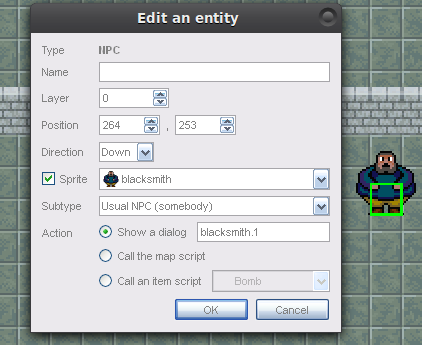 Edit an entity
Type NPC
Name
Layer 0
Position 264 , 253
Direction Down
Sprite blacksmith
Subtype Usual NPC (somebody)
Action Show a dialog blacksmith.1
Call the map script
Call an item script Bomb
OK Cancel